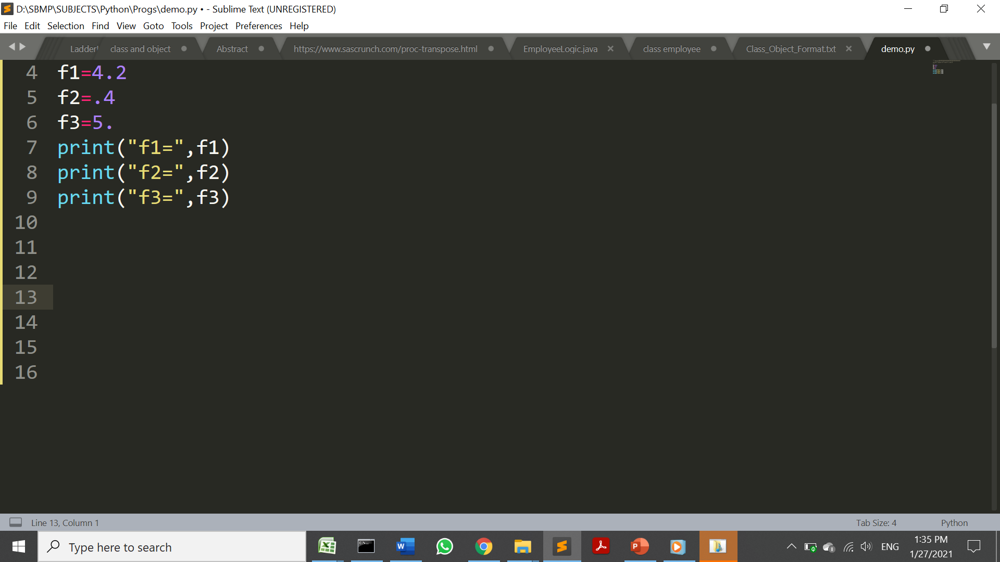 D:\SBMP\SUBJECTS\Python\Progs\demo.py • - Sublime Text (UNREGISTERED)
File Edit Selection Find View Goto Tools Project Preferences Help
Ladder! class and object Abstract https://www.sascrunch.com/proc-transpose.html EmployeeLogic.java class employee Class_Object_Format.txt demo.py
4 f1=4.2
5 f2=.4
6 f3=5.
7 print("f1=",f1)
8 print("f2=",f2)
9 print("f3=",f3)
10
11
12
13
14
15
16
Line 13, Column 1 Tab Size: 4 Python
Type here to search ENG 1:35 PM
1/27/2021